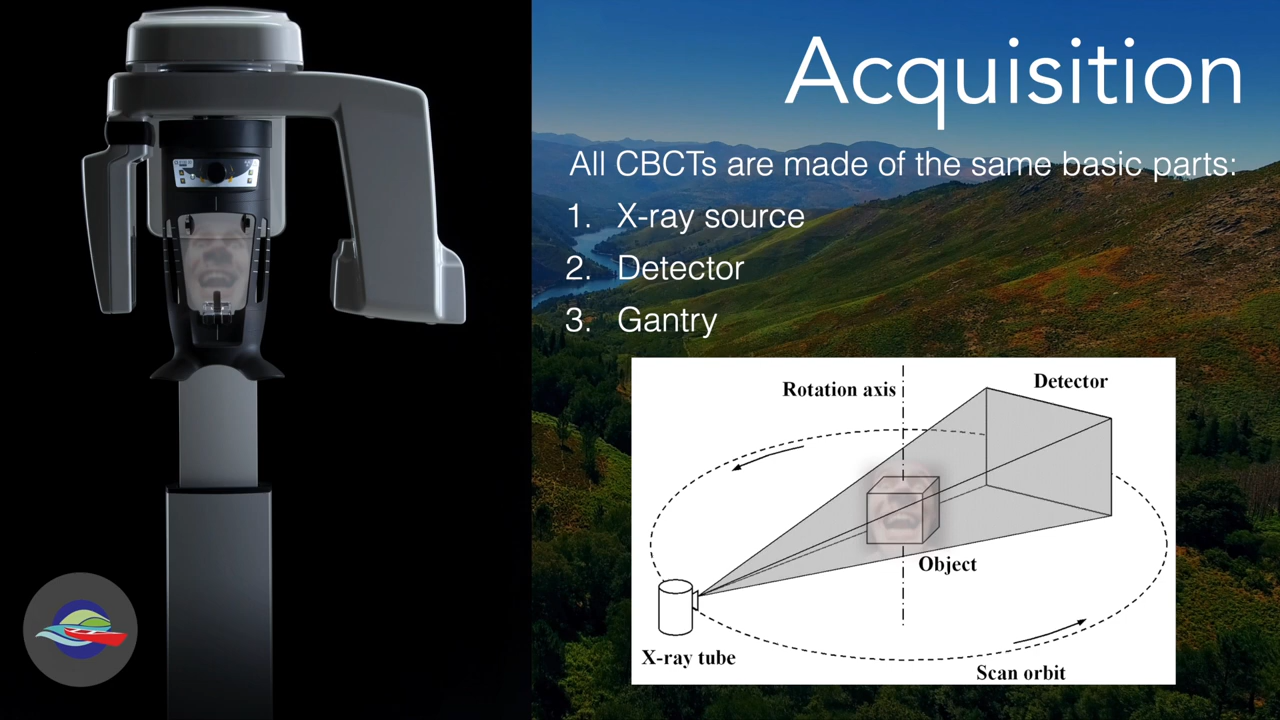 Acquisition
All CBCTs are made of the same basic parts:
1. X-ray source
2. Detector
3. Gantry
Rotation axis
Detector
Object
X-ray tube
Scan orbit